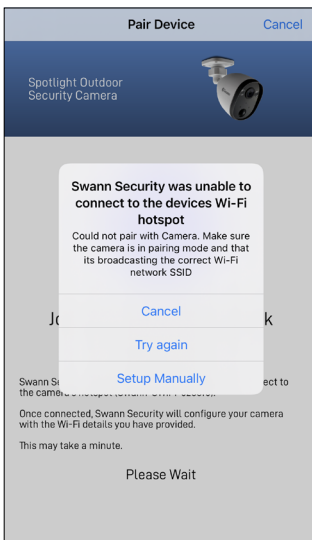 Pair Device
Cancel
Spotlight Outdoor
Security Camera
Swann Security was unable to
connect to the devices Wi-Fi
hotspot
Could not pair with Camera. Make sure
the camera is in pairing mode and that
its broadcasting the correct Wi-Fi
network SSID
Cancel
Try again
Setup Manually
Swann ect to
the
Once connected, Swann Security will configure your camera
with the Wi-Fi details you have provided.
This may take a minute.
Please Wait